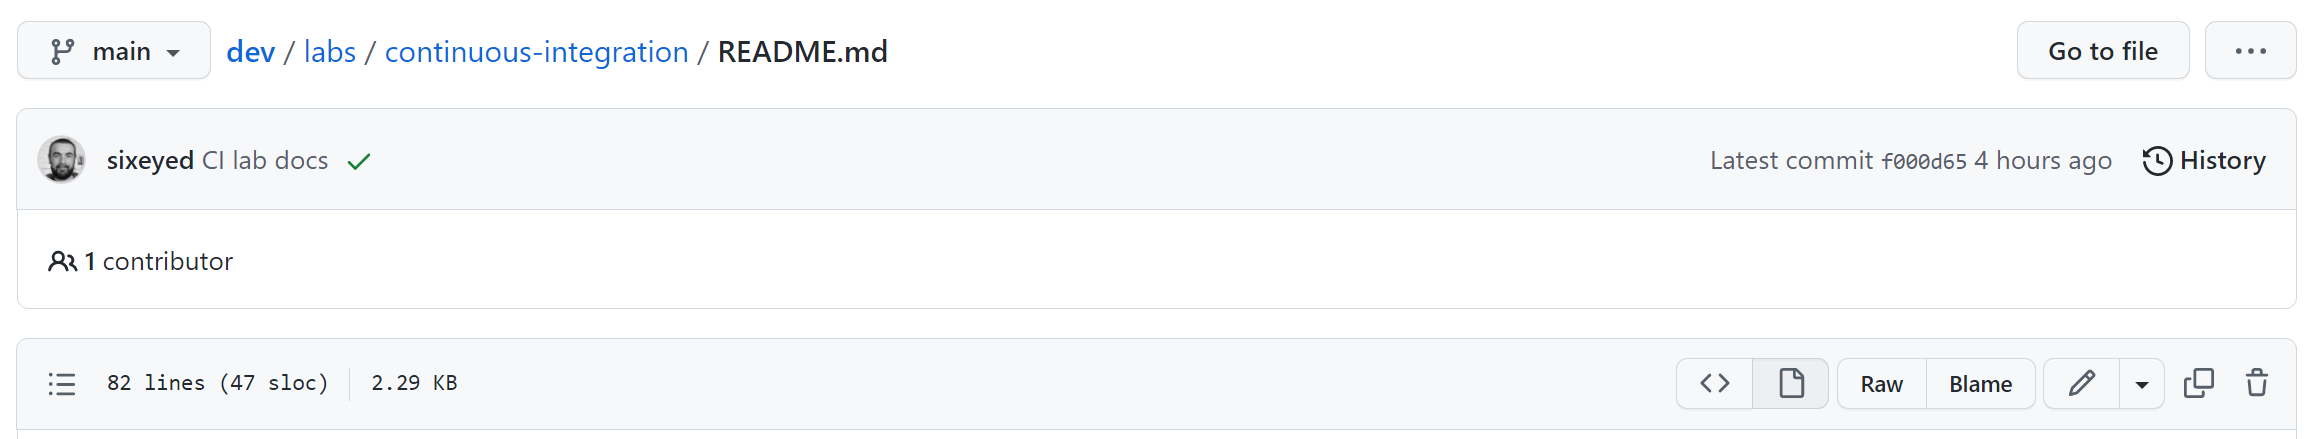 main dev / labs / continuous-integration / README.md Go to file
sixeyed CI lab docs Latest commit f000d65 4 hours ago History
1 contributor
82 lines (47 sloc) 2.29 KB Raw Blame